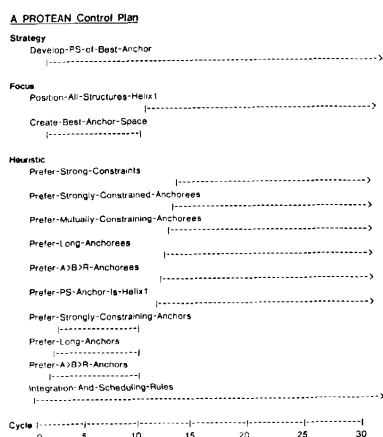 A PROTEAN Control Plan
Strategy
Develop-PS-of-Best-Anchor
Focus
Position-All-Structures-Helix1
Create-Best-Anchor-Space
Heuristic
Prefer-Strong-Constraints
Prefer-Strongly-Constrained-Anchorees
Prefer-Mutually-Constraining-Anchorees
Prefer-Long-Anchorees
Prefer-A>B>R-Anchorees
Prefer-PS-Anchor-Is-Helix1
Prefer-Strongly-Constraining-Anchors
Prefer-Long-Anchors
Prefer-A>B>R-Anchors
Integration-And-Scheduling-Rules
Cycle
0 5 10 15 20 25 30